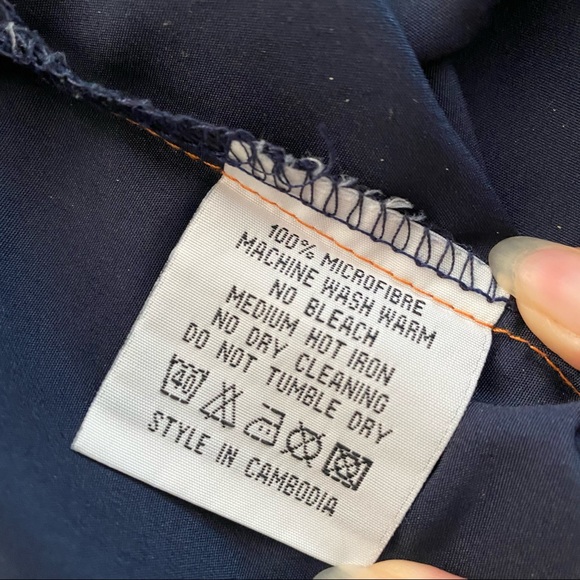 100% MICROFIBRE
MACHINE WASH WARM
NO BLEACH
MEDIUM HOT IRON
NO DRY CLEANING
DO NOT TUMBLE DRY
40
STYLE IN CAMBODIA